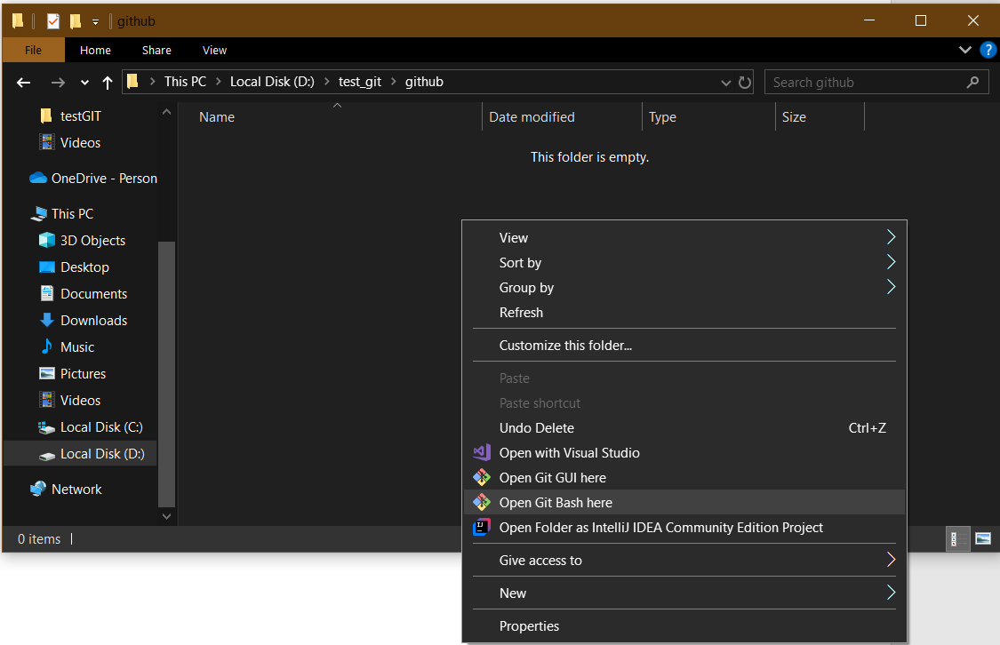 github
File Home Share View
This PC Local Disk (D:) test_git github
Search github
Name Date modified Type Size
This folder is empty.
testGIT
Videos
OneDrive - Person
This PC
3D Objects
Desktop
Documents
Downloads
Music
Pictures
Videos
Local Disk (C:)
Local Disk (D:)
Network
0 items
View
Sort by
Group by
Refresh
Customize this folder...
Paste
Paste shortcut
Undo Delete Ctrl+Z
Open with Visual Studio
Open Git GUI here
Open Git Bash here
Open Folder as IntelliJ IDEA Community Edition Project
Give access to
New
Properties